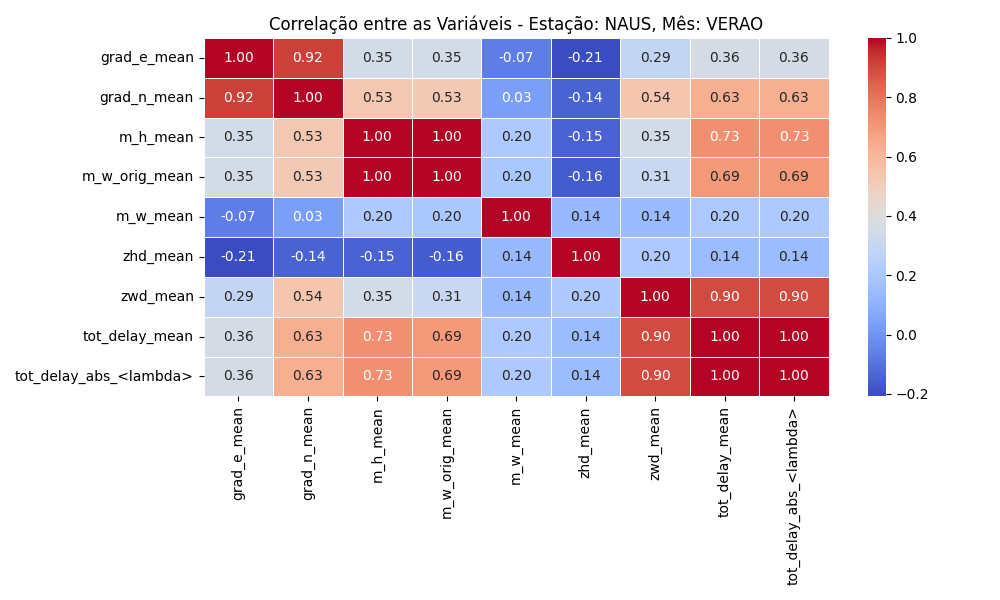 Correlação entre as Variáveis - Estação: NAUS, Mês: VERAO
grad_e_mean 1.00 0.92 0.35 0.35 -0.07 -0.21 0.29 0.36 0.36
grad_n_mean 0.92 1.00 0.53 0.53 0.03 -0.14 0.54 0.63 0.63
m_h_mean 0.35 0.53 1.00 1.00 0.20 -0.15 0.35 0.73 0.73
m_w_orig_mean 0.35 0.53 1.00 1.00 0.20 -0.16 0.31 0.69 0.69
m_w_mean -0.07 0.03 0.20 0.20 1.00 0.14 0.14 0.20 0.20
zhd_mean -0.21 -0.14 -0.15 -0.16 0.14 1.00 0.20 0.14 0.14
zwd_mean 0.29 0.54 0.35 0.31 0.14 0.20 1.00 0.90 0.90
tot_delay_mean 0.36 0.63 0.73 0.69 0.20 0.14 0.90 1.00 1.00
tot_delay_abs_<lambda> 0.36 0.63 0.73 0.69 0.20 0.14 0.90 1.00 1.00
grad_e_mean
grad_n_mean
m_h_mean
m_w_orig_mean
m_w_mean
zhd_mean
zwd_mean
tot_delay_mean
tot_delay_abs_<lambda>
1.0
0.8
0.6
0.4
0.2
0.0
−0.2